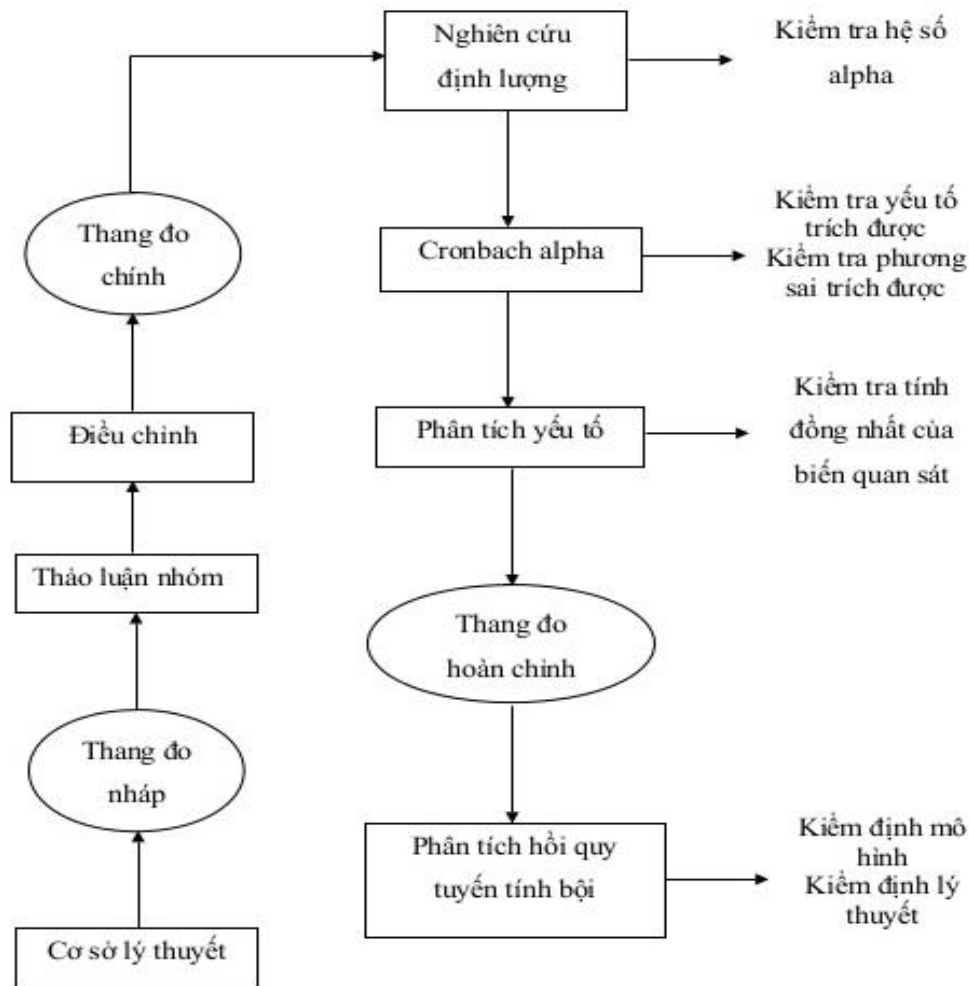 Nghiên cứu
định lượng
Kiểm tra hệ số
alpha
Thang đo
chính
Cronbach alpha
Kiểm tra yếu tố
trích được
Kiểm tra phương
sai trích được
Điều chỉnh
Phân tích yếu tố
Kiểm tra tính
đồng nhất của
biến quan sát
Thảo luận nhóm
Thang đo
hoàn chỉnh
Thang đo
nháp
Phân tích hồi quy
tuyến tính bội
Kiểm định mô
hình
Kiểm định lý
thuyết
Cơ sở lý thuyết